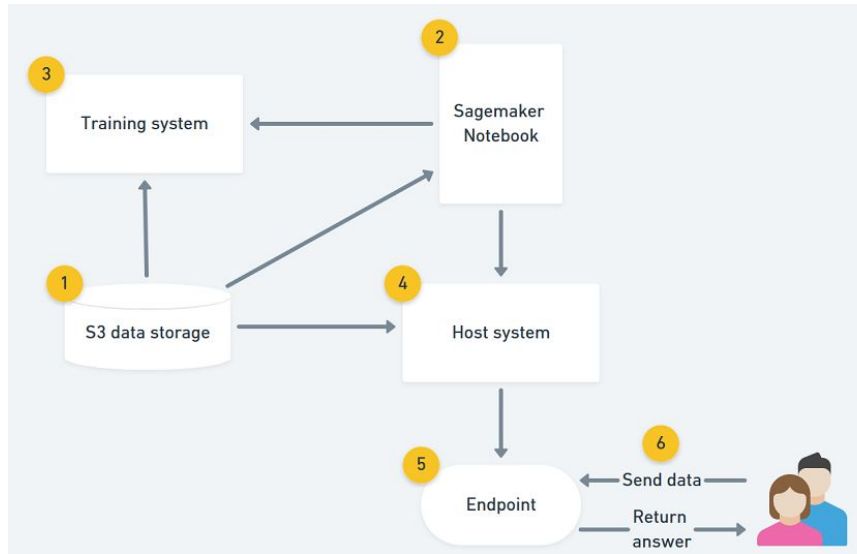 2
3
Training system
Sagemaker
Notebook
1
S3 data storage
4
Host system
5
Endpoint
6
Send data
Return
answer